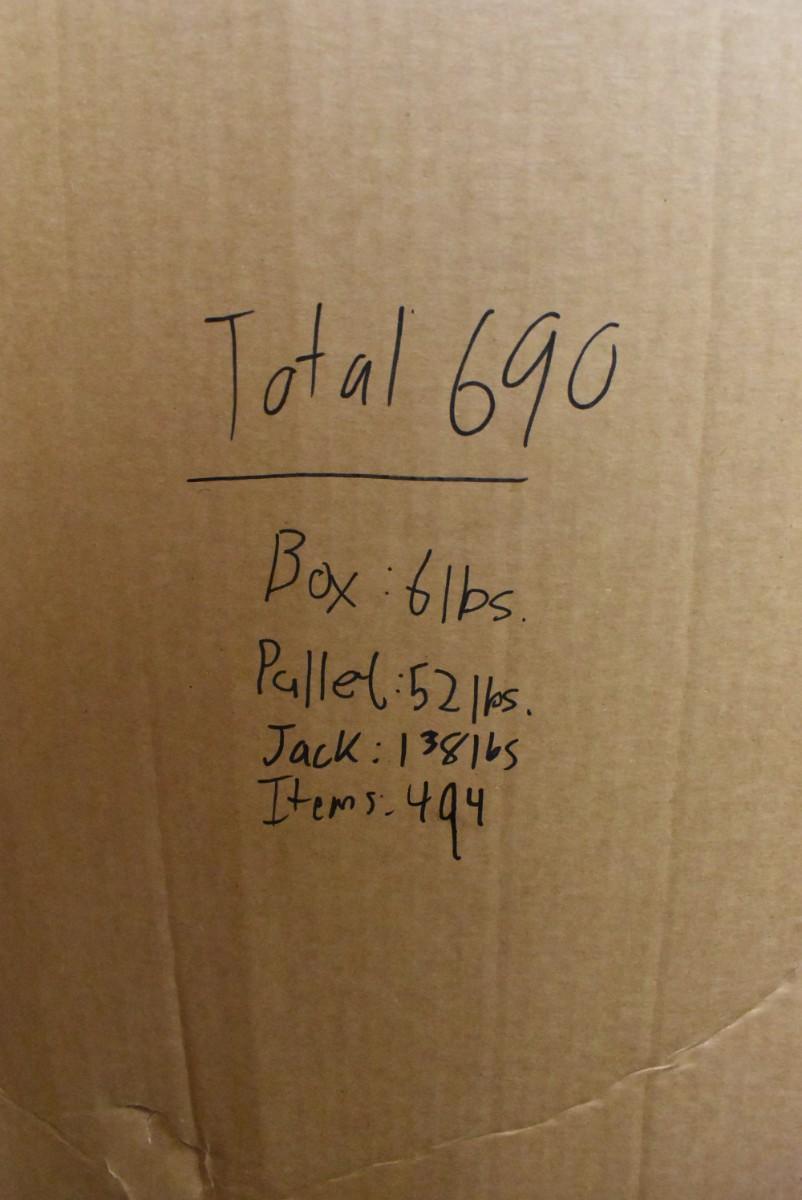 Total 690
Box: 6lbs.
Pallet: 52lbs.
Jack: 138lbs
Items: 494